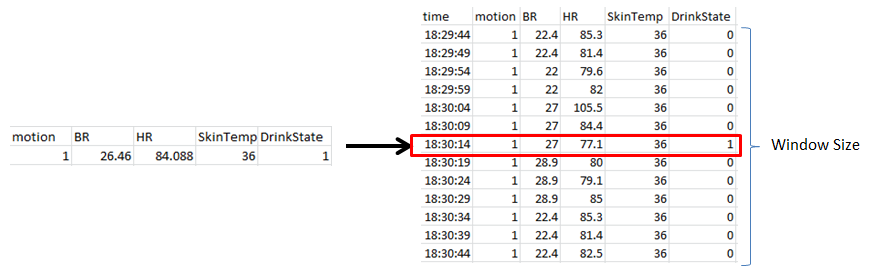 time motion BR HR SkinTemp DrinkState
18:29:44 1 22.4 85.3 36 0
18:29:49 1 22.4 81.4 36 0
18:29:54 1 22 79.6 36 0
18:29:59 1 22 82 36 0
18:30:04 1 27 105.5 36 0
18:30:09 1 27 84.4 36 0
motion BR HR SkinTemp DrinkState
1 26.46 84.088 36 1
18:30:14 1 27 77.1 36 1
Window Size
18:30:19 1 28.9 80 36 0
18:30:24 1 28.9 79.1 36 0
18:30:29 1 28.9 85 36 0
18:30:34 1 22.4 85.3 36 0
18:30:39 1 22.4 81.4 36 0
18:30:44 1 22.4 82.5 36 0